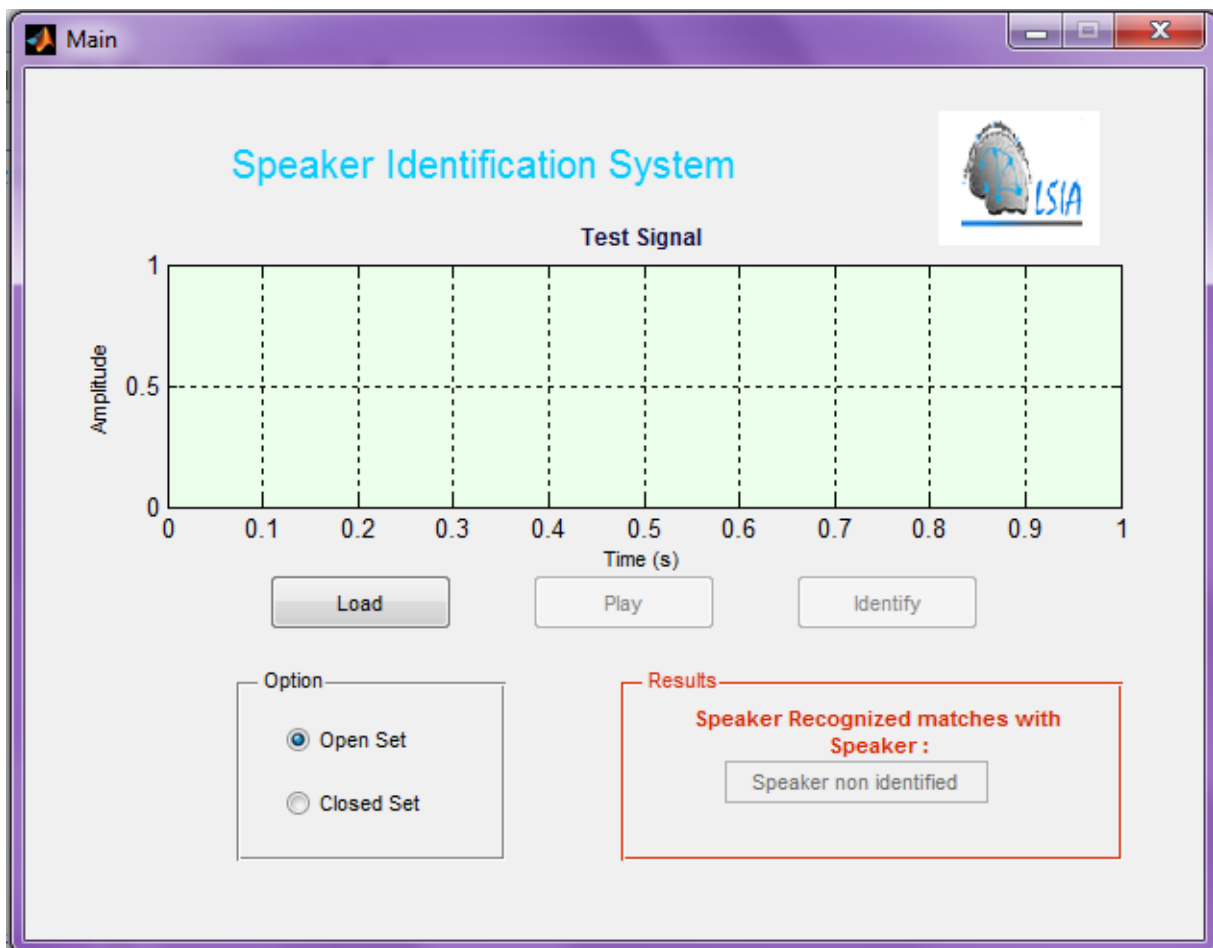 Main
Speaker Identification System
LSIA
Test Signal
1
0.5
0
Amplitude
0 0.1 0.2 0.3 0.4 0.5 0.6 0.7 0.8 0.9 1
Time (s)
Load Play Identify
Option
Open Set
Closed Set
Results
Speaker Recognized matches with
Speaker :
Speaker non identified